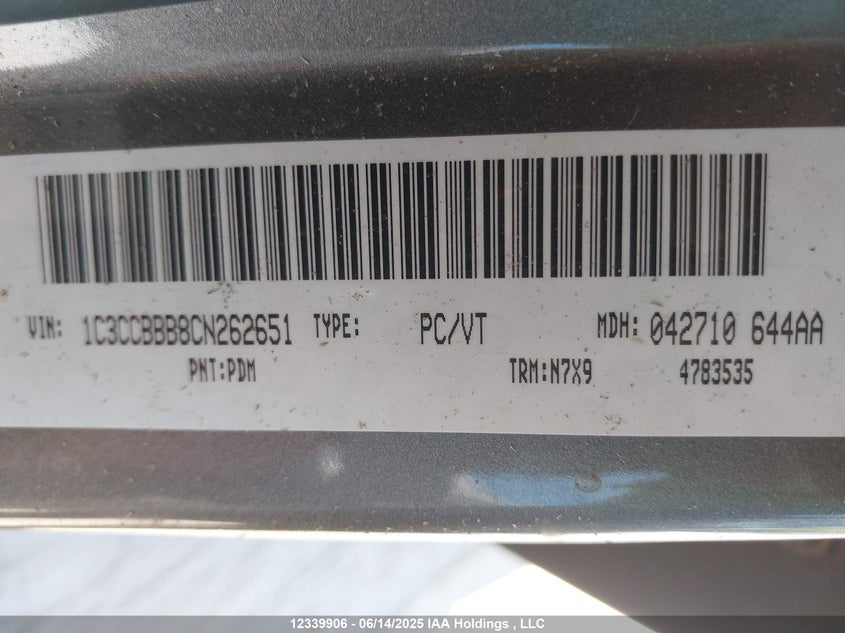 VIN: 1C3CCBBB8CN262651 TYPE: PC/VT MDH: 042710 644AA
PNT:PDM TRM:N7X9 4783535
12339906 - 06/14/2025 IAA Holdings , LLC